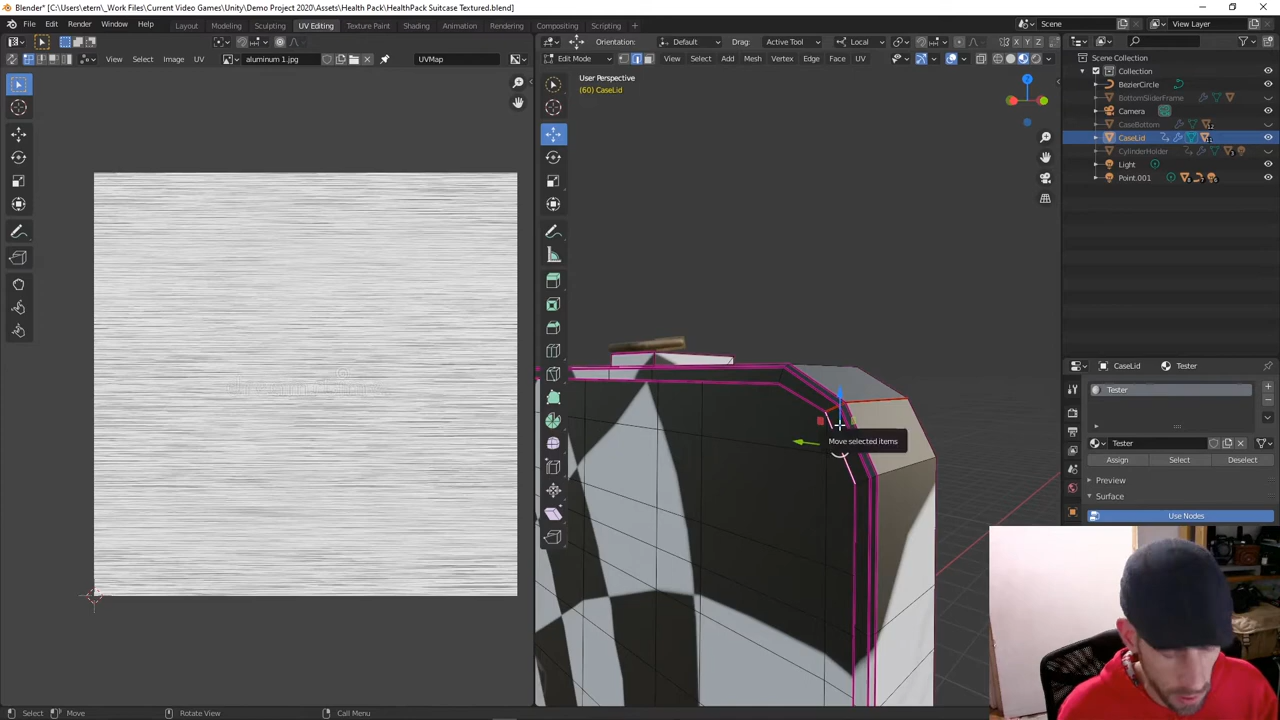 Blender* [C:\Users\etern\_Work Files\Current Video Games\Unity\Demo Project 2020\Assets\Health Pack\HealthPack Suitcase Textured.blend]
File Edit Render Window Help Layout Modeling Sculpting UV Editing Texture Paint Shading Animation Rendering Compositing Scripting + Scene View Layer
Orientation: Default Drag: Active Tool Local X Y Z Options
View Select Image UV aluminum 1.jpg UVMap Edit Mode View Select Add Mesh Vertex Edge Face UV
User Perspective
(60) CaseLid
Scene Collection
Collection
BezierCircle
BottomSliderFrame
Camera
CaseBottom
CaseLid
CylinderHolder
Light
Point.001
Move selected items
CaseLid Tester
Tester
Tester
Assign Select Deselect
Preview
Surface
Use Nodes
Select Move Rotate View Call Menu